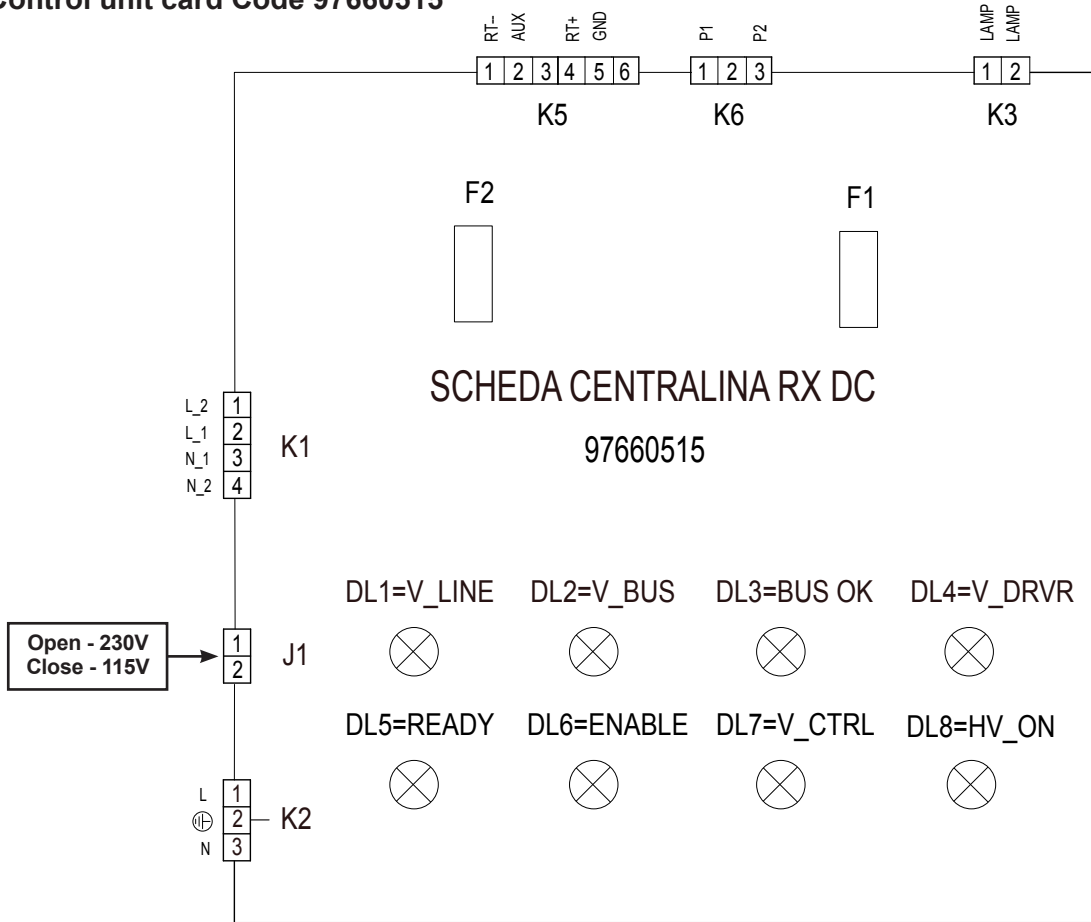 Control unit card Code 97660515
RT- AUX RT+ GND P1 P2 LAMP LAMP
1 2 3 4 5 6 1 2 3 1 2
K5 K6 K3
F2 F1
SCHEDA CENTRALINA RX DC
97660515
L_2 1
L_1 2
N_1 3
N_2 4
K1
DL1=V_LINE DL2=V_BUS DL3=BUS OK DL4=V_DRVR
Open - 230V
Close - 115V
1
2
J1
DL5=READY DL6=ENABLE DL7=V_CTRL DL8=HV_ON
L 1
2 K2
N 3